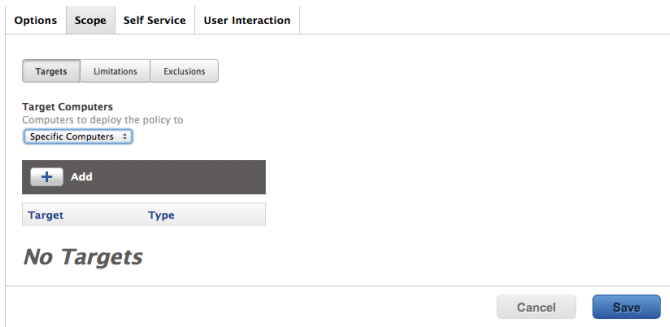 Options Scope Self Service User Interaction
Targets Limitations Exclusions
Target Computers
Computers to deploy the policy to
Specific Computers
Add
Target Type
No Targets
Cancel Save